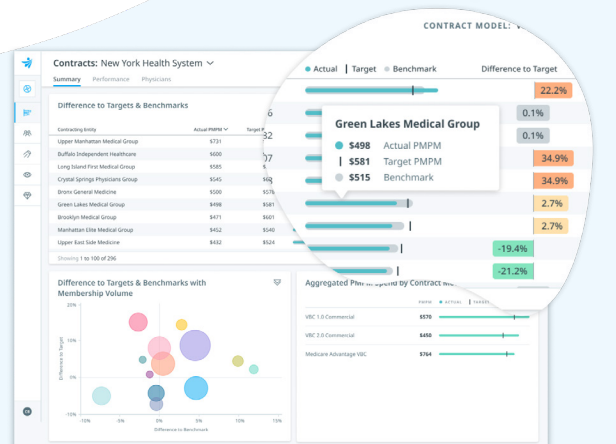 CONTRACT MODEL:
Contracts: New York Health System
Summary Performance Physicians
Actual Target Benchmark Difference to Target
22.2%
0.1%
0.1%
34.9%
34.9%
2.7%
2.7%
-19.4%
-21.2%
Green Lakes Medical Group
$498 Actual PMPM
$581 Target PMPM
$515 Benchmark
Difference to Targets & Benchmarks
Contracting Entity Actual PMPM
Upper Manhattan Medical Group $731
Buffalo Independent Healthcare $600
Long Island First Medical Group $585
Crystal Springs Physicians Group $545
Bronx General Medicine $500 $576
Green Lakes Medical Group $498 $581
Brooklyn Medical Group $471 $601
Manhattan Elite Medical Group $452 $540
Upper East Side Medicine $432 $524
Showing 1 to 100 of 296
Difference to Targets & Benchmarks with
Membership Volume
20%
10%
0%
-10%
Difference to Target
-10% 0% 5% 10%
Difference to Benchmark
Aggregated PMPM Spend by Contract
PMPM ACTUAL TARGET
VBC 1.0 Commercial $570
VBC 2.0 Commercial $450
Medicare Advantage VBC $764